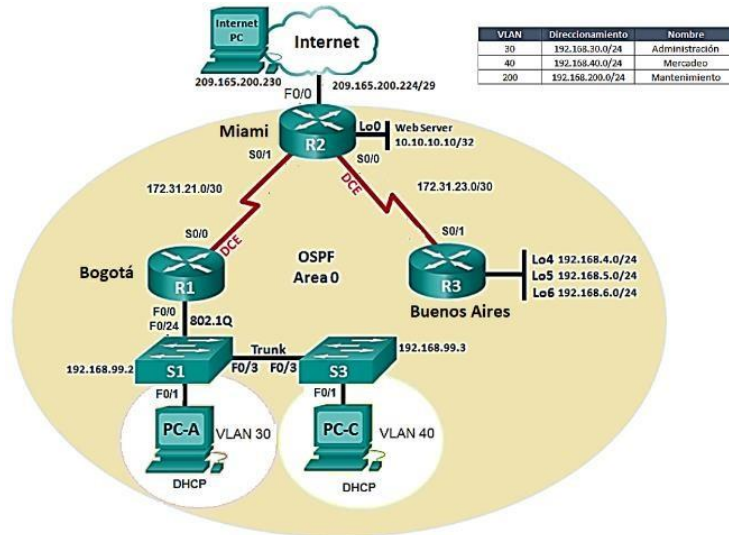 Internet
PC
Internet
209.165.200.230
209.165.200.224/29
F0/0
VLAN Direccionamiento Nombre
30 192.168.30.0/24 Administración
40 192.168.40.0/24 Mercadeo
200 192.168.200.0/24 Mantenimiento
Miami
R2
Lo0
Web Server
10.10.10.10/32
S0/1
S0/0
DCE
172.31.21.0/30
172.31.23.0/30
S0/0
DCE
S0/1
Bogotá
R1
OSPF
Area 0
R3
Buenos Aires
Lo4 192.168.4.0/24
Lo5 192.168.5.0/24
Lo6 192.168.6.0/24
F0/0
F0/24
802.1Q
192.168.99.2
S1
Trunk
F0/3 F0/3
S3
192.168.99.3
F0/1
F0/1
PC-A
VLAN 30
DHCP
PC-C
VLAN 40
DHCP